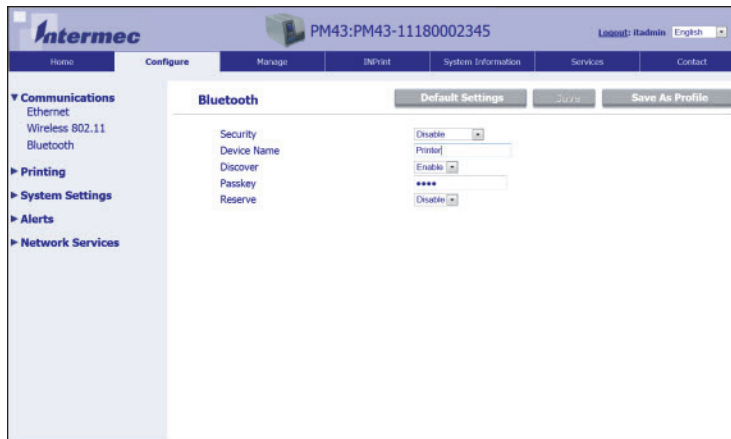 Intermec
PM43:PM43-11180002345
Logout: itadmin English
Home Configure Manage INPrint System Information Services Contact
Communications
Ethernet
Wireless 802.11
Bluetooth
Printing
System Settings
Alerts
Network Services
Bluetooth Default Settings Save Save As Profile
Security Disable
Device Name Printer
Discover Enable
Passkey ••••
Reserve Disable